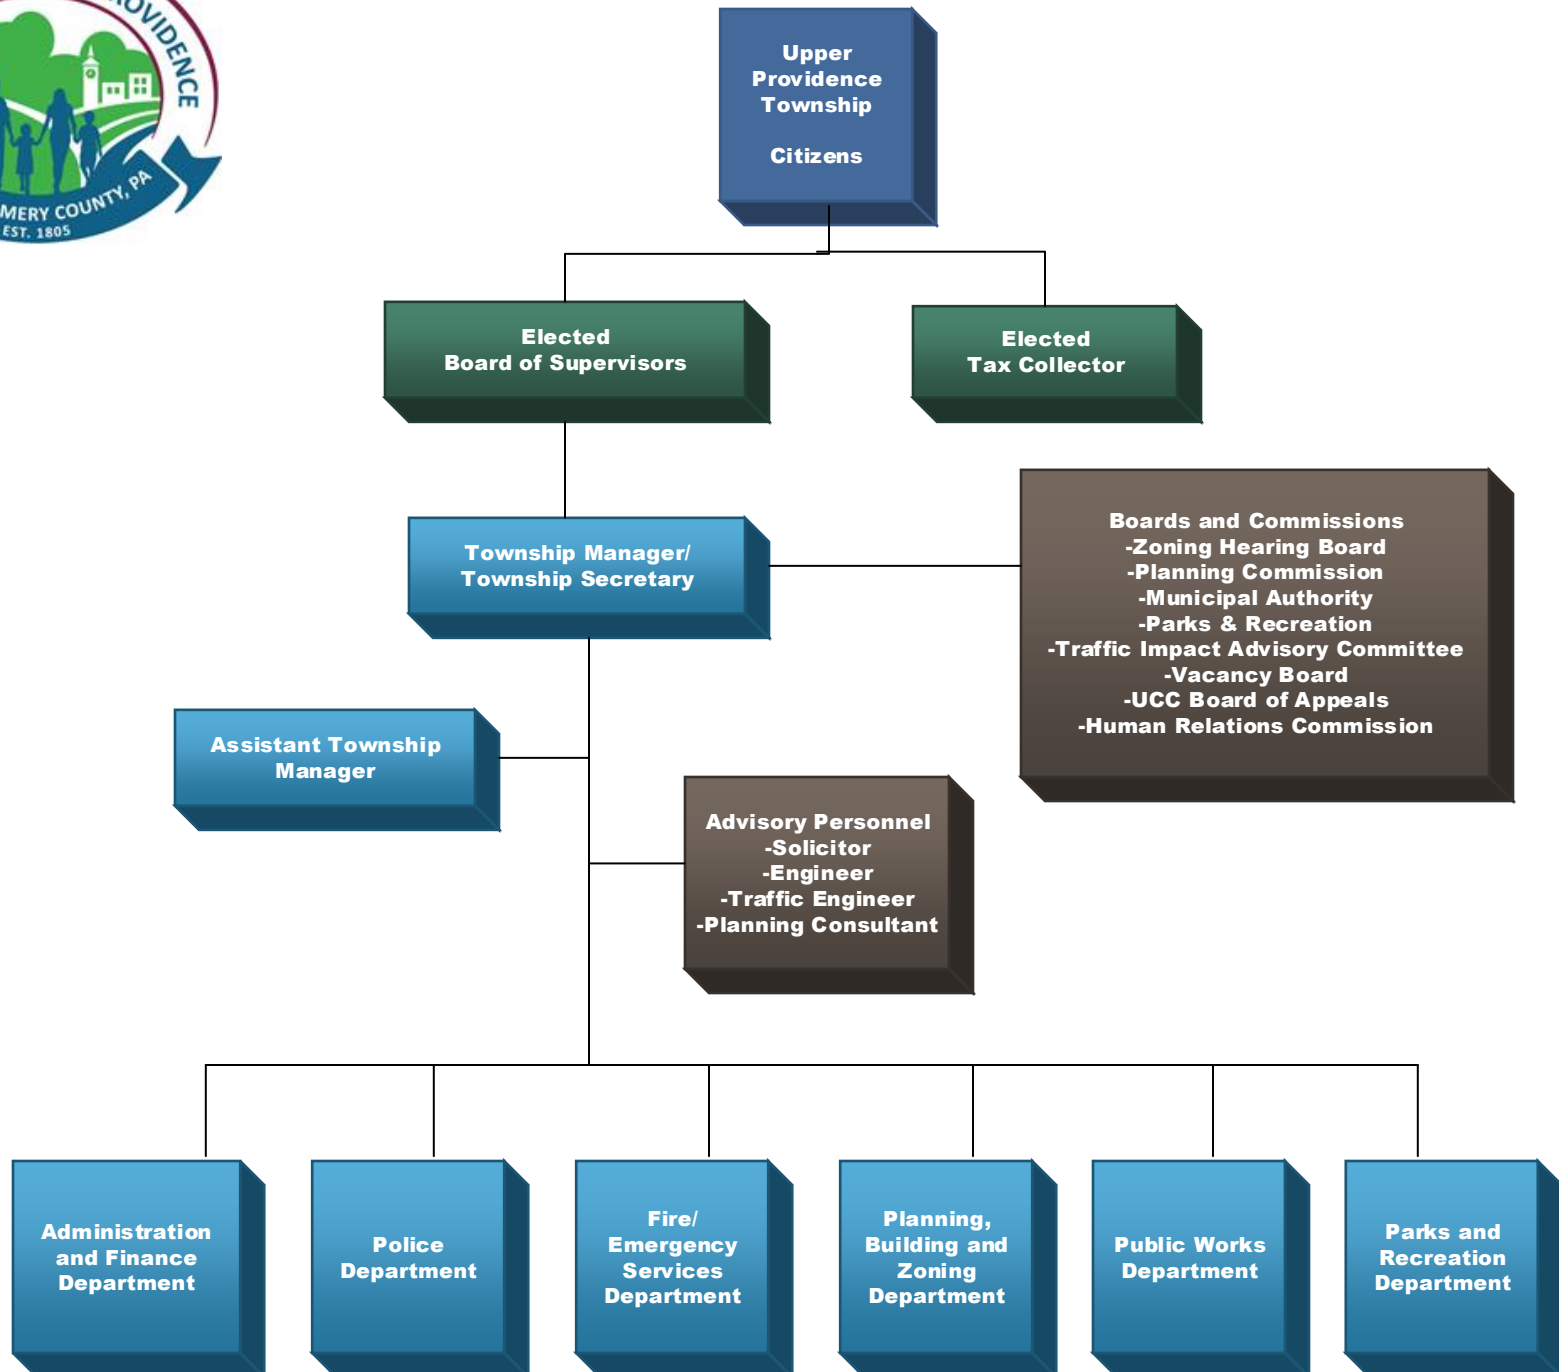 PROVIDENCE
MERY COUNTY, PA
EST. 1805
Upper
Providence
Township
Citizens
Elected
Board of Supervisors
Elected
Tax Collector
Township Manager/
Township Secretary
Boards and Commissions
-Zoning Hearing Board
-Planning Commission
-Municipal Authority
-Parks & Recreation
-Traffic Impact Advisory Committee
-Vacancy Board
-UCC Board of Appeals
-Human Relations Commission
Assistant Township
Manager
Advisory Personnel
-Solicitor
-Engineer
-Traffic Engineer
-Planning Consultant
Administration
and Finance
Department
Police
Department
Fire/
Emergency
Services
Department
Planning,
Building and
Zoning
Department
Public Works
Department
Parks and
Recreation
Department